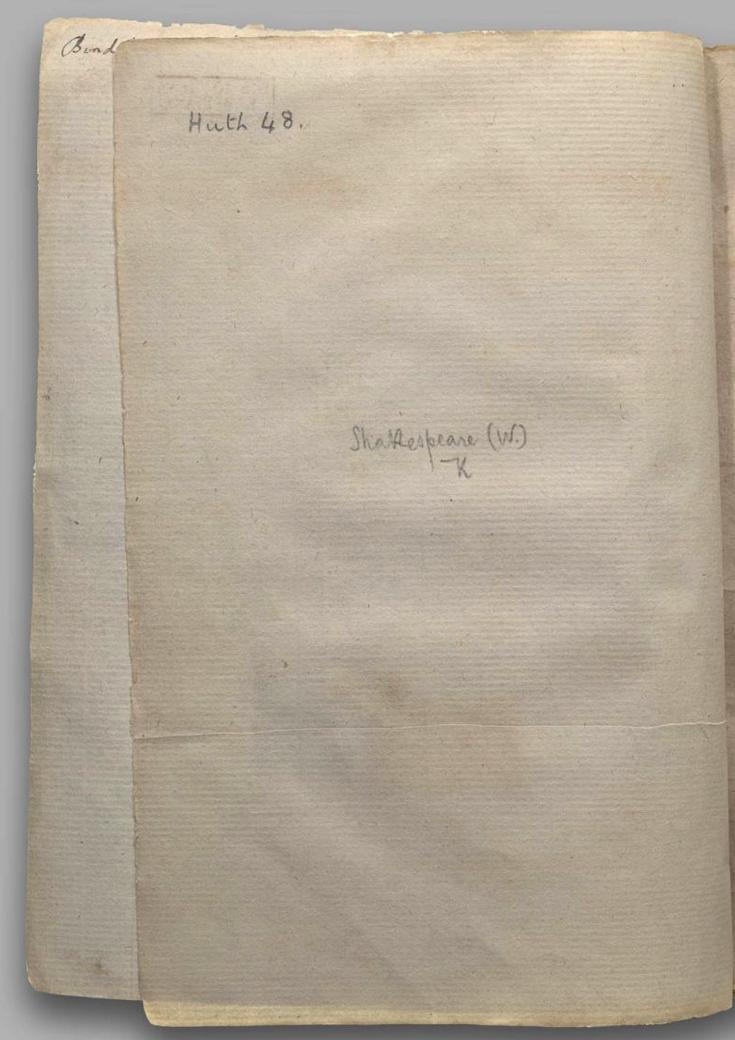 Huth 48.
Shakespeare (W.)
K